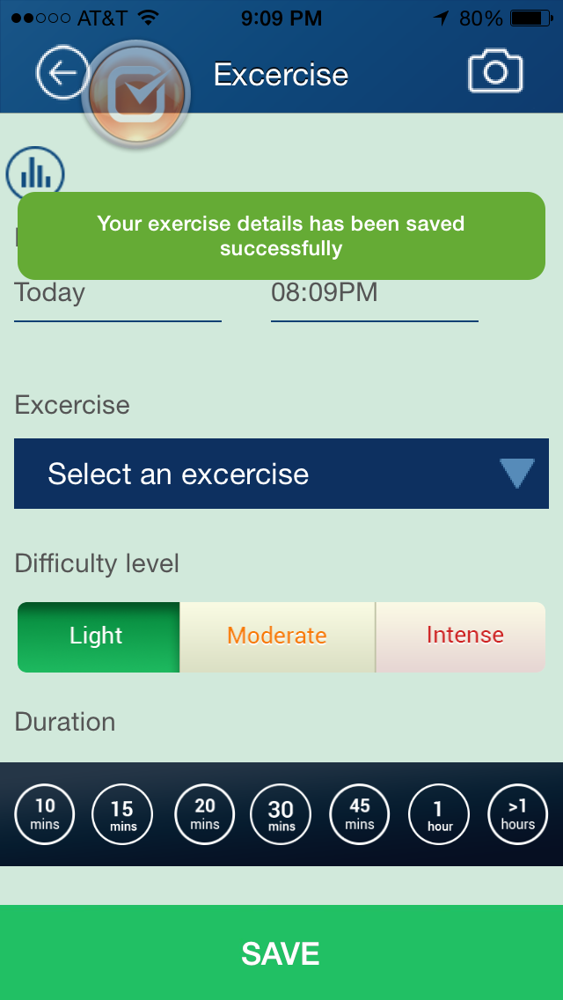 AT&T 9:09 PM 80%
Excercise
Your exercise details has been saved
successfully
Today 08:09PM
Excercise
Select an excercise
Difficulty level
Light Moderate Intense
Duration
10 15 20 30 45 1 >1
mins mins mins mins mins hour hours
SAVE